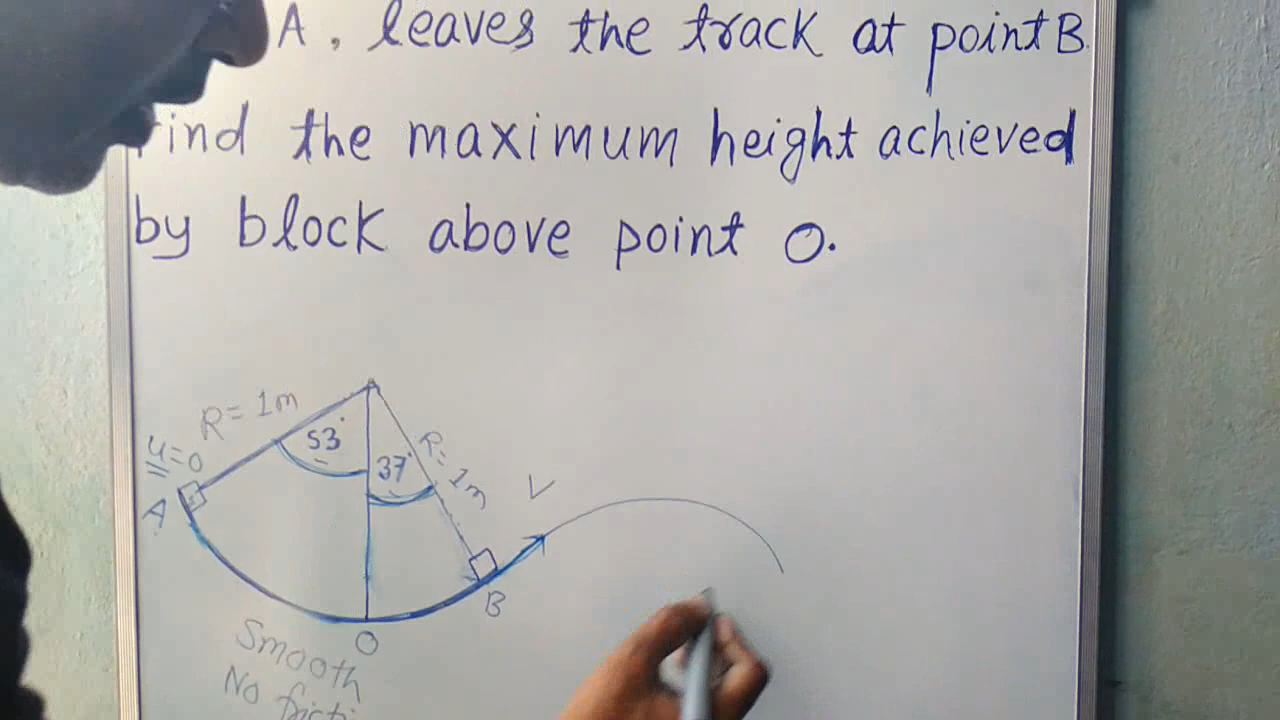 A, leaves the track at point B.
Find the maximum height achieved
by block above point O.
R = 1m
53°
37°
R = 1m
u = 0
A
V
B
O
Smooth
No